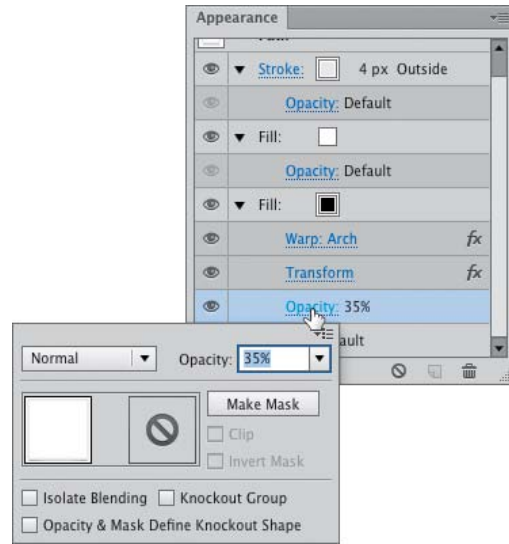 Appearance
Stroke: 4 px Outside
Opacity: Default
Fill:
Opacity: Default
Fill:
Warp: Arch fx
Transform fx
Opacity: 35%
ault
Normal Opacity: 35%
Make Mask
Clip
Invert Mask
Isolate Blending Knockout Group
Opacity & Mask Define Knockout Shape